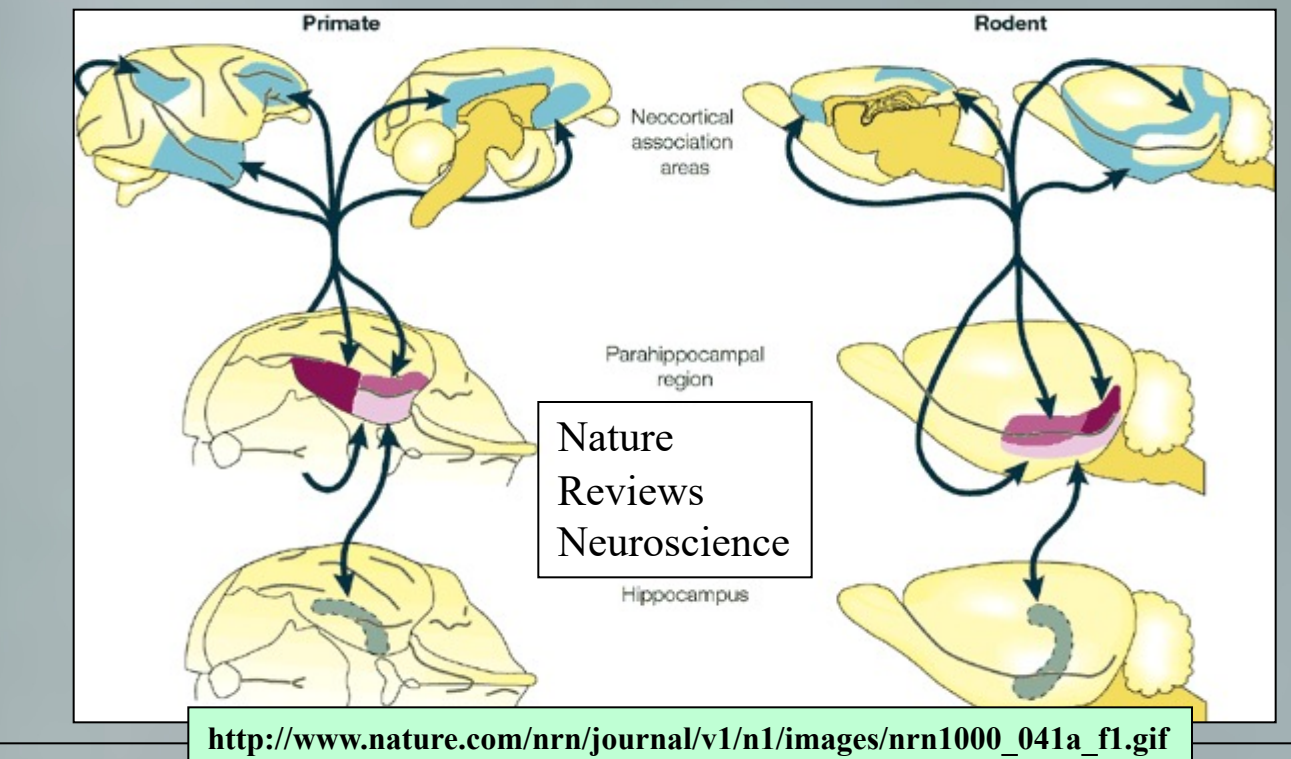 Primate
Rodent
Neocortical
association
areas
Parahippocampal
region
Nature
Reviews
Neuroscience
Hippocampus
http://www.nature.com/nrn/journal/v1/n1/images/nrn1000_041a_f1.gif